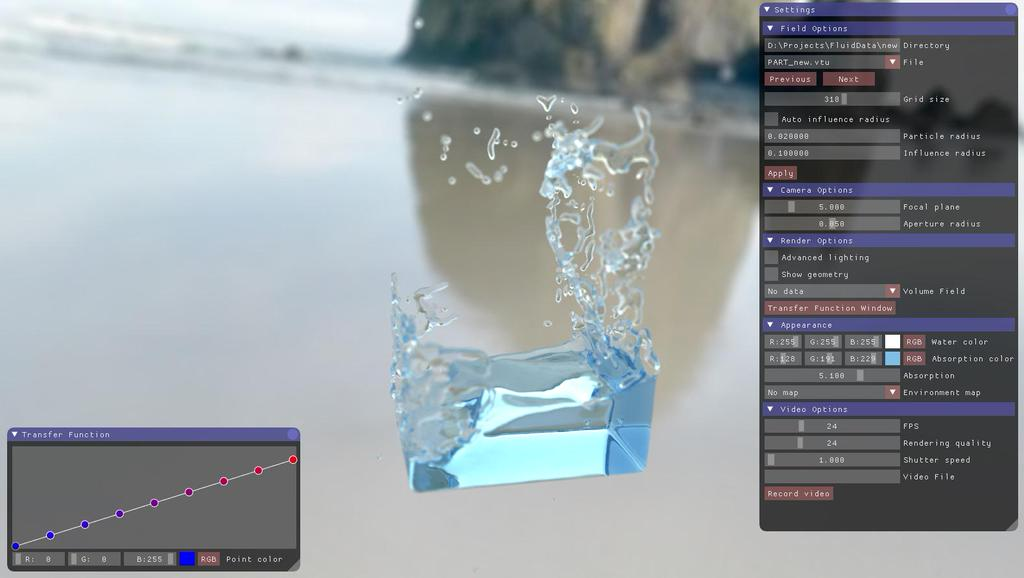 Settings
Field Options
D:\Projects\FluidData\new Directory
PART_new.vtu File
Previous Next
318 Grid size
Auto influence radius
0.020000 Particle radius
0.100000 Influence radius
Apply
Camera Options
5.000 Focal plane
0.050 Aperture radius
Render Options
Advanced lighting
Show geometry
No data Volume Field
Transfer Function Window
Appearance
R:255 G:255 B:255 RGB Water color
R:128 G:191 B:229 RGB Absorption color
5.100 Absorption
No map Environment map
Video Options
24 FPS
24 Rendering quality
1.000 Shutter speed
Video File
Record video
Transfer Function
R: 0 G: 0 B:255 RGB Point color